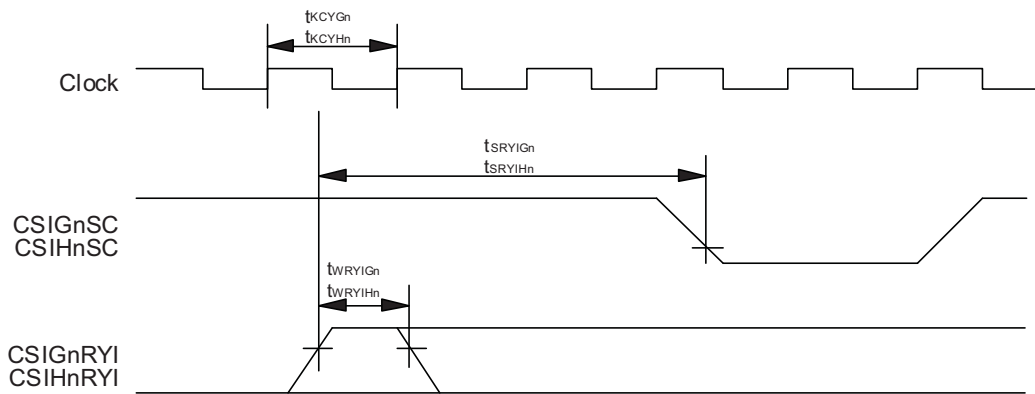 tKCYGn
tKCYHn
Clock
tSRYIGn
tSRYIHn
CSIGnSC
CSIHnSC
tWRYIGn
tWRYIHn
CSIGnRYI
CSIHnRYI